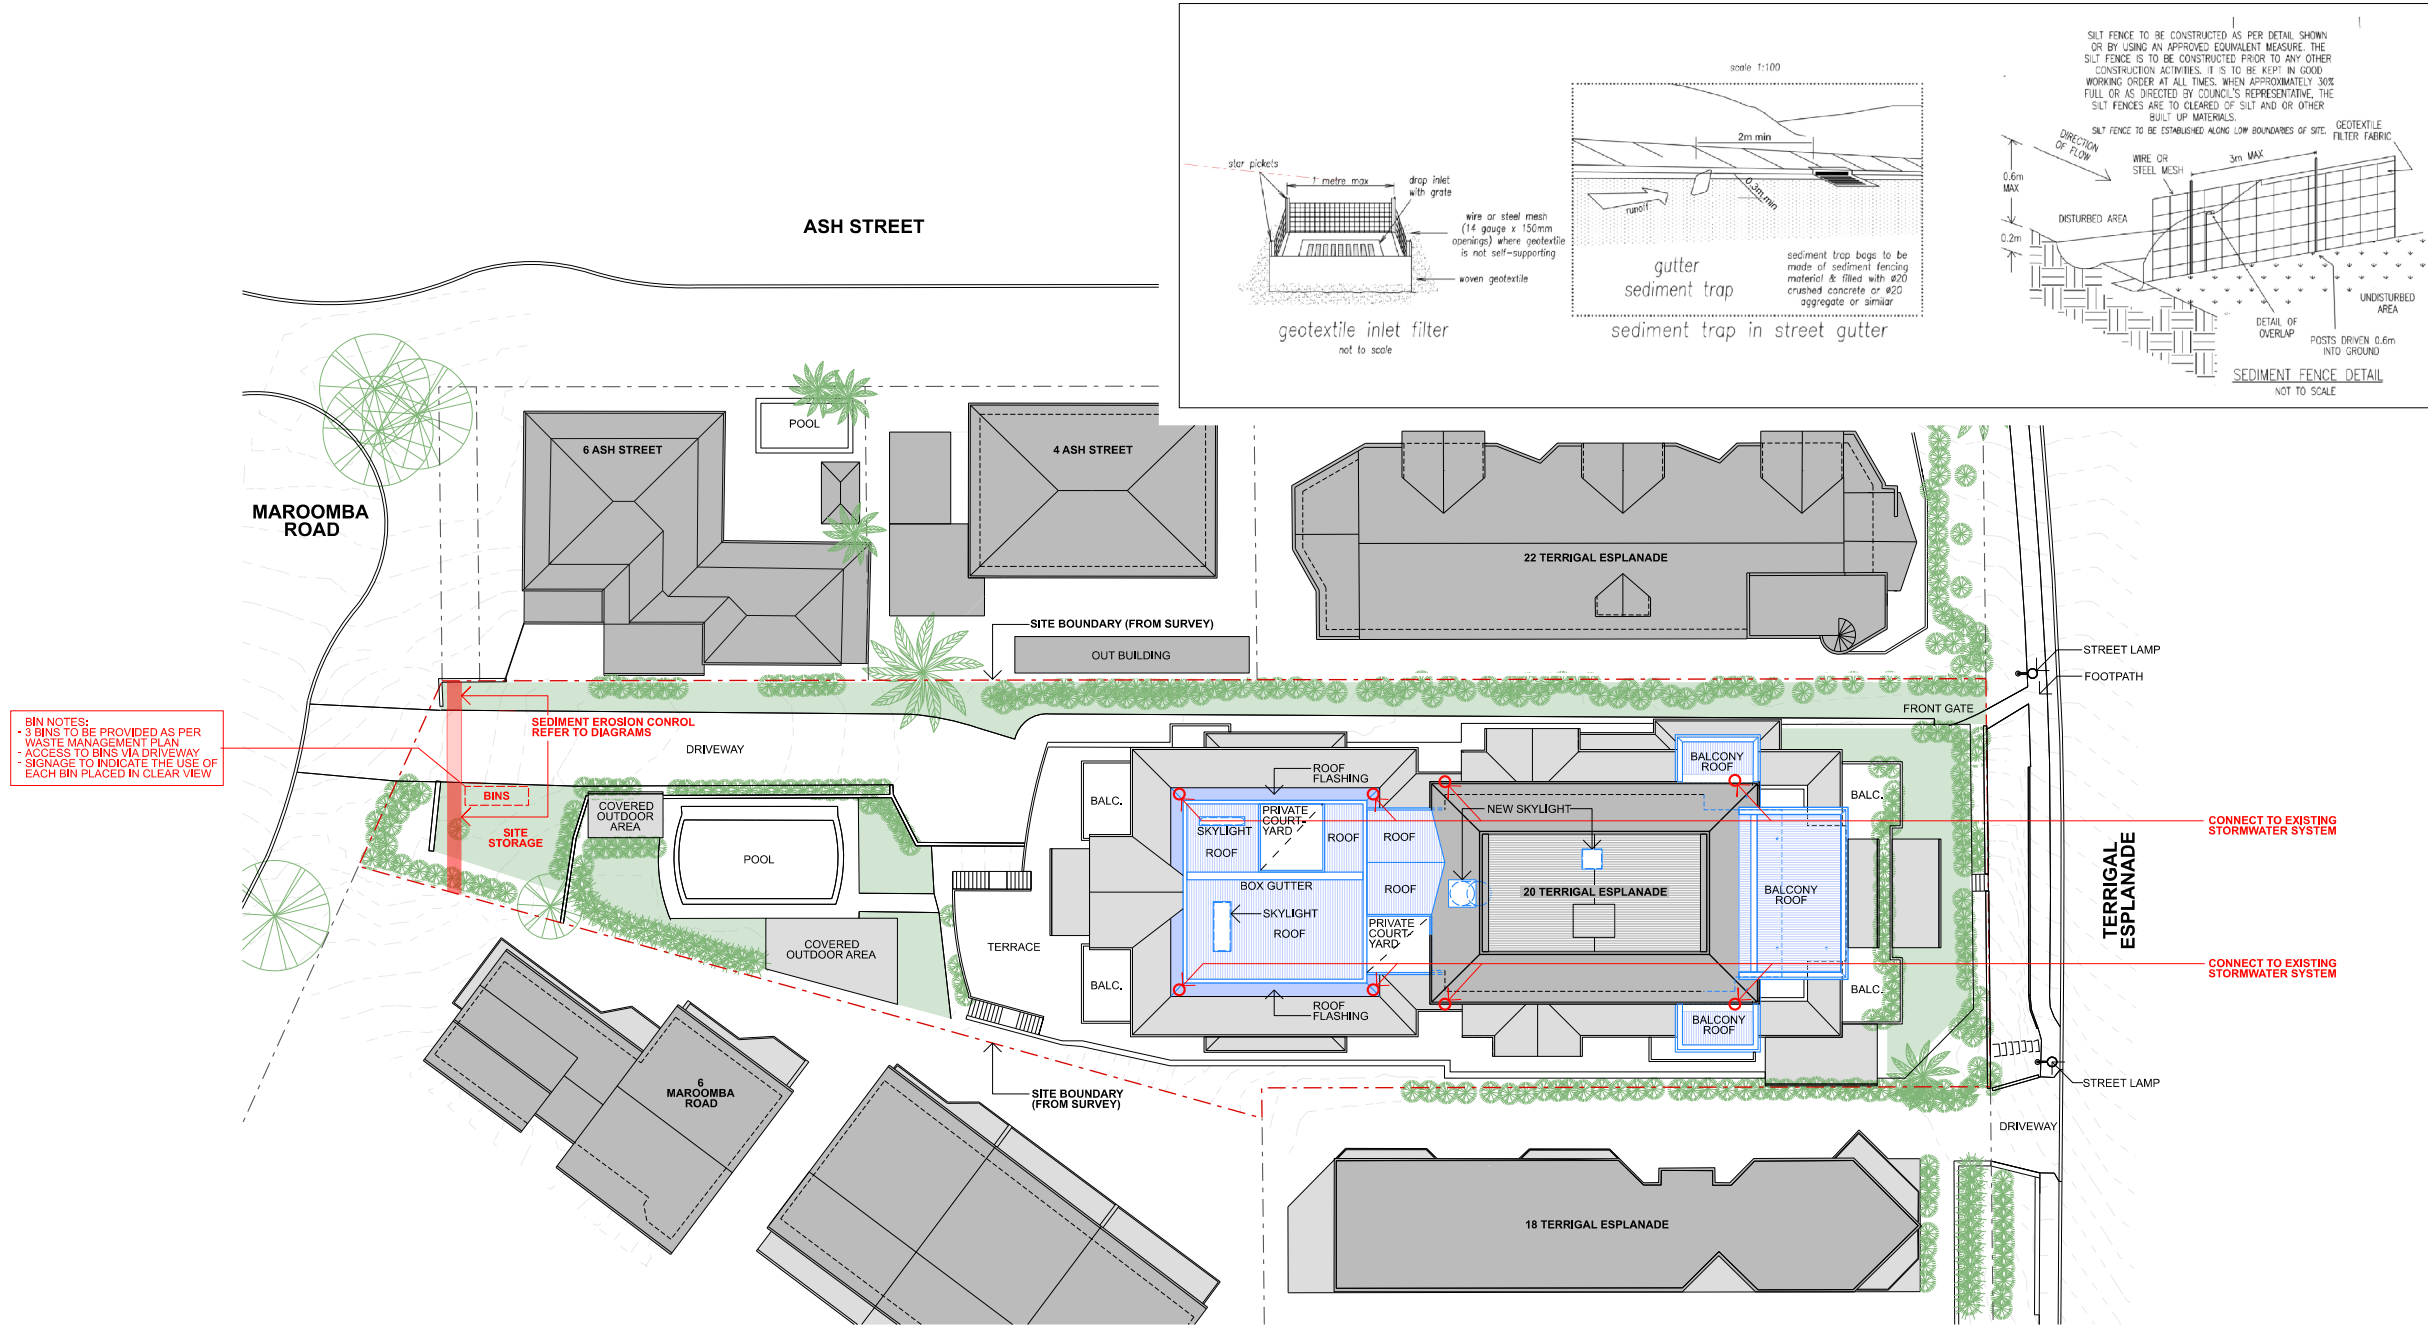 SILT FENCE TO BE CONSTRUCTED AS PER DETAIL SHOWN
OR BY USING AN APPROVED EQUIVALENT MEASURE. THE
SILT FENCE IS TO BE CONSTRUCTED PRIOR TO ANY OTHER
CONSTRUCTION ACTIVITIES. IT IS TO BE KEPT IN GOOD
WORKING ORDER AT ALL TIMES. WHEN APPROXIMATELY 30%
FULL OR AS DIRECTED BY COUNCIL'S REPRESENTATIVE, THE
SILT FENCES ARE TO CLEARED OF SILT AND OR OTHER
BUILT UP MATERIALS.
SILT FENCE TO BE ESTABLISHED ALONG LOW BOUNDARIES OF SITE.
GEOTEXTILE
FILTER FABRIC
DIRECTION
OF FLOW
WIRE OR
STEEL MESH
3m MAX
0.6m
MAX
DISTURBED AREA
0.2m
UNDISTURBED
AREA
DETAIL OF
OVERLAP
POSTS DRIVEN 0.6m
INTO GROUND
SEDIMENT FENCE DETAIL
NOT TO SCALE
scale 1:100
2m min
0.3m min
runoff
gutter
sediment trap
sediment trap bags to be
made of sediment fencing
material & filled with ø20
crushed concrete or ø20
aggregate or similar
sediment trap in street gutter
star pickets
1 metre max
drop inlet
with grate
wire or steel mesh
(14 gauge x 150mm
openings) where geotextile
is not self-supporting
woven geotextile
geotextile inlet filter
not to scale
ASH STREET
MAROOMBA
ROAD
POOL
6 ASH STREET
4 ASH STREET
22 TERRIGAL ESPLANADE
SITE BOUNDARY (FROM SURVEY)
OUT BUILDING
STREET LAMP
FOOTPATH
FRONT GATE
BIN NOTES:
- 3 BINS TO BE PROVIDED AS PER
WASTE MANAGEMENT PLAN
- ACCESS TO BINS VIA DRIVEWAY
- SIGNAGE TO INDICATE THE USE OF
EACH BIN PLACED IN CLEAR VIEW
SEDIMENT EROSION CONROL
REFER TO DIAGRAMS
DRIVEWAY
BINS
SITE
STORAGE
COVERED
OUTDOOR
AREA
POOL
COVERED
OUTDOOR AREA
TERRACE
BALC.
BALC.
ROOF
FLASHING
PRIVATE
COURT-
YARD
SKYLIGHT
ROOF
ROOF
ROOF
BOX GUTTER
SKYLIGHT
ROOF
ROOF
PRIVATE
COURT-
YARD
ROOF
FLASHING
NEW SKYLIGHT
20 TERRIGAL ESPLANADE
BALCONY
ROOF
BALCONY
ROOF
BALCONY
ROOF
BALC.
BALC.
CONNECT TO EXISTING
STORMWATER SYSTEM
TERRIGAL
ESPLANADE
CONNECT TO EXISTING
STORMWATER SYSTEM
STREET LAMP
DRIVEWAY
SITE BOUNDARY
(FROM SURVEY)
6
MAROOMBA
ROAD
18 TERRIGAL ESPLANADE